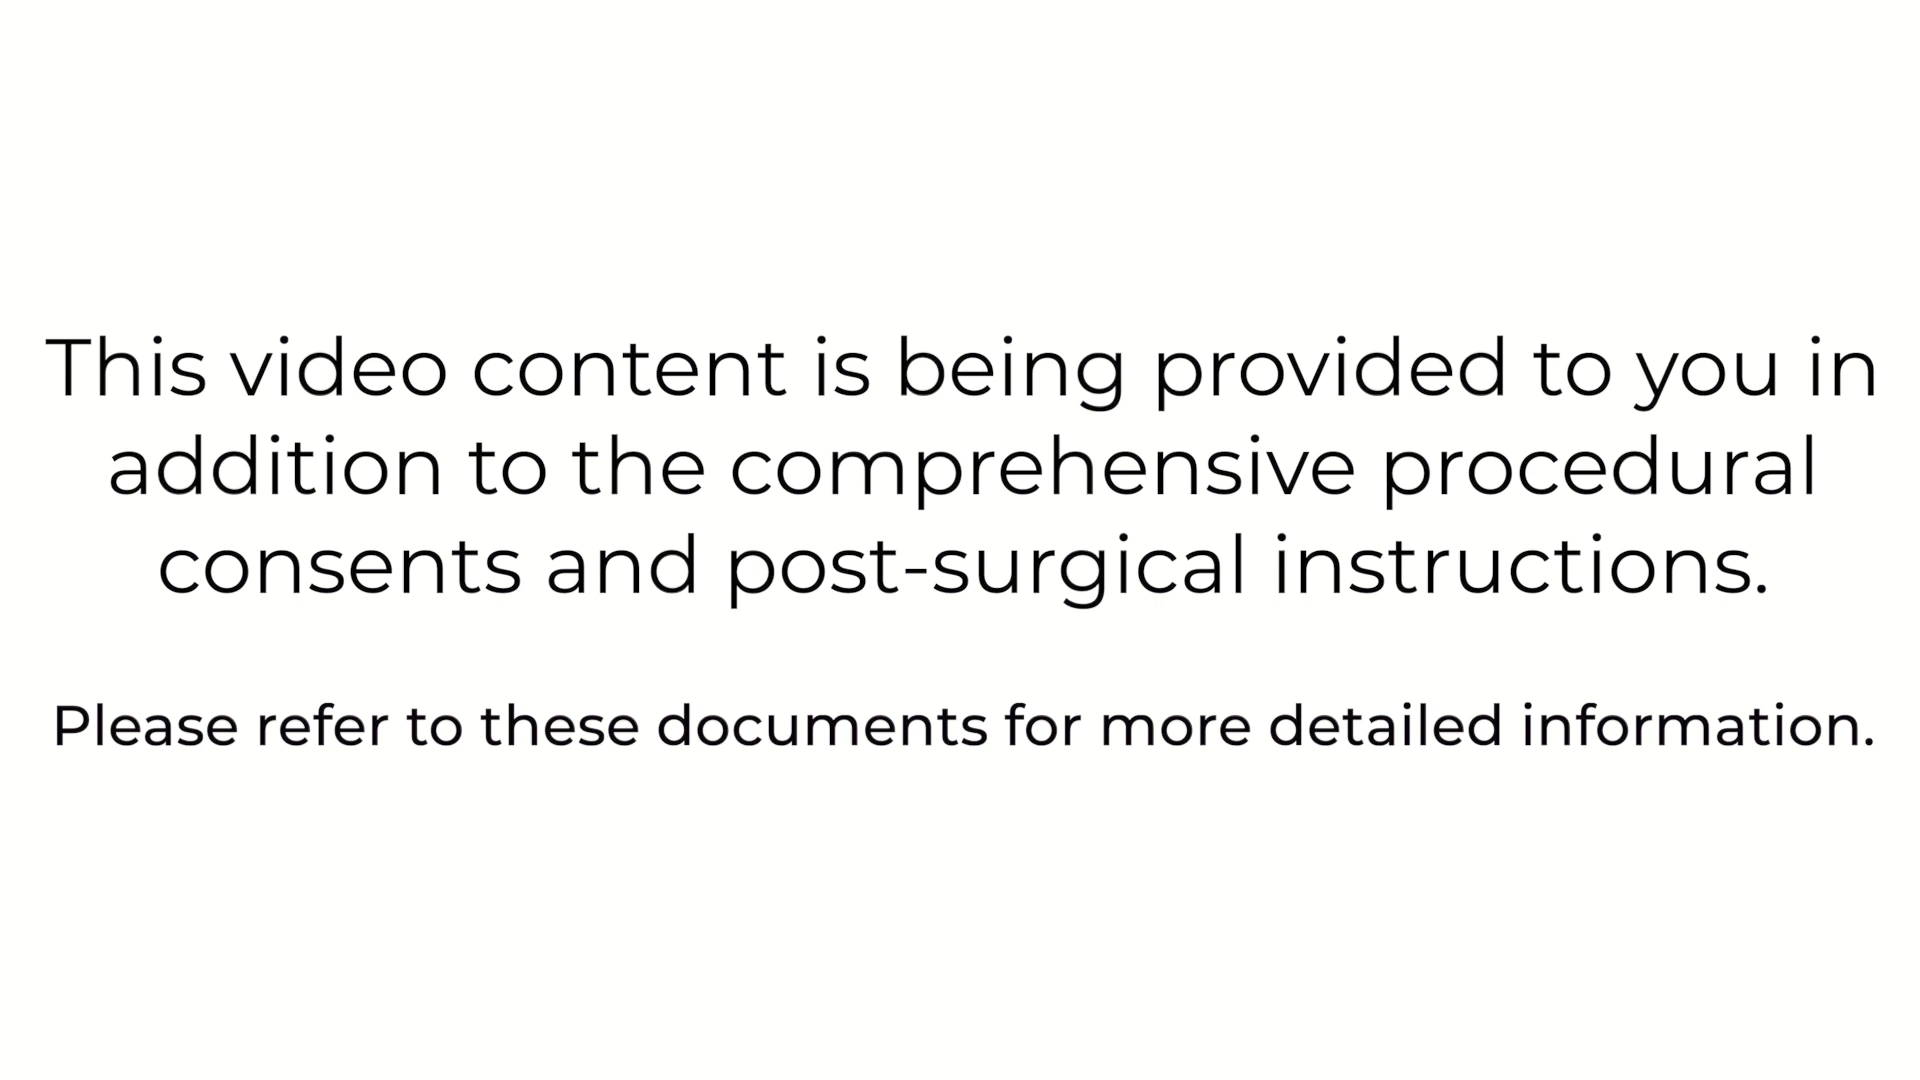 This video content is being provided to you in
addition to the comprehensive procedural
consents and post-surgical instructions.
Please refer to these documents for more detailed information.